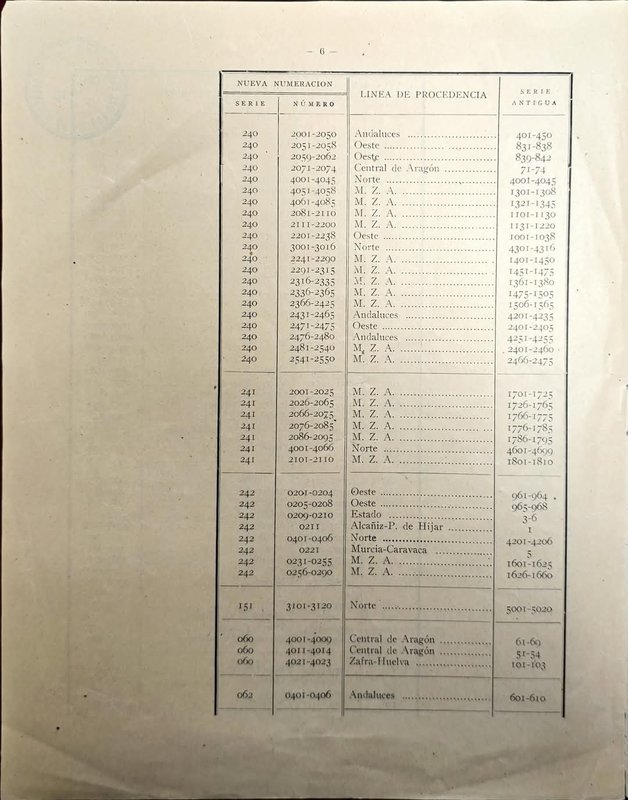 — 6 —
NUEVA NUMERACION LINEA DE PROCEDENCIA SERIE ANTIGUA
SERIE NÚMERO
240 2001-2050 Andaluces 401-450
240 2051-2058 Oeste 831-838
240 2059-2062 Oeste 839-842
240 2071-2074 Central de Aragón 71-74
240 4001-4045 Norte 4001-4045
240 4051-4058 M. Z. A. 1301-1308
240 4061-4085 M. Z. A. 1321-1345
240 2081-2110 M. Z. A. 1101-1130
240 2111-2200 M. Z. A. 1131-1220
240 2201-2238 Oeste 1001-1038
240 3001-3016 Norte 4301-4316
240 2241-2290 M. Z. A. 1401-1450
240 2291-2315 M. Z. A. 1451-1475
240 2316-2335 M. Z. A. 1361-1380
240 2336-2365 M. Z. A. 1475-1505
240 2366-2425 M. Z. A. 1506-1565
240 2431-2465 Andaluces 4201-4235
240 2471-2475 Oeste 2401-2405
240 2476-2480 Andaluces 4251-4255
240 2481-2540 M. Z. A. 2401-2460
240 2541-2550 M. Z. A. 2466-2475
241 2001-2025 M. Z. A. 1701-1725
241 2026-2065 M. Z. A. 1726-1765
241 2066-2075 M. Z. A. 1766-1775
241 2076-2085 M. Z. A. 1776-1785
241 2086-2095 M. Z. A. 1786-1795
241 4001-4066 Norte 4601-4699
241 2101-2110 M. Z. A. 1801-1810
242 0201-0204 Oeste 961-964
242 0205-0208 Oeste 965-968
242 0209-0210 Estado 3-6
242 0211 Alcañiz-P. de Hijar 1
242 0401-0406 Norte 4201-4206
242 0221 Murcia-Caravaca 5
242 0231-0255 M. Z. A. 1601-1625
242 0256-0290 M. Z. A. 1626-1660
151 3101-3120 Norte 5001-5020
060 4001-4009 Central de Aragón 61-69
060 4011-4014 Central de Aragón 51-54
060 4021-4023 Zafra-Huelva 101-103
062 0401-0406 Andaluces 601-610